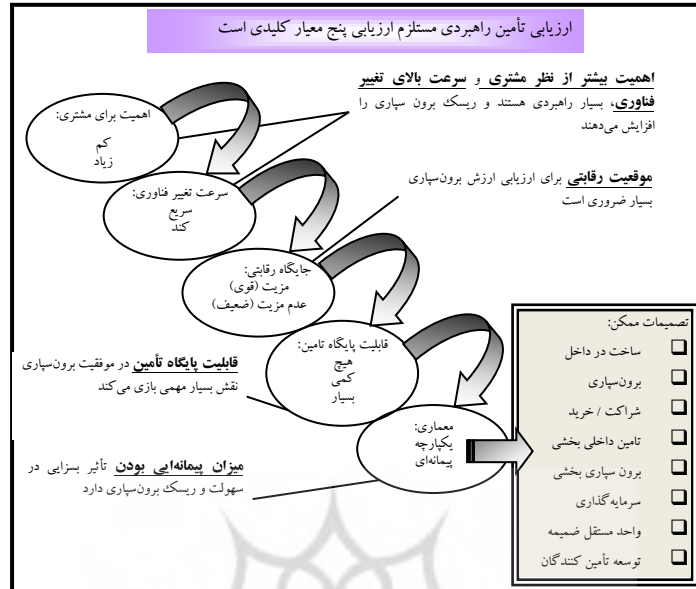 ارزیابی تأمین راهبردی مستلزم ارزیابی پنج معیار کلیدی است
اهمیت بیشتر از نظر مشتری و سرعت بالای تغییر
فناوری، بسیار راهبردی هستند و ریسک برون سپاری را
افزایش می‌دهند
اهمیت برای مشتری:
کم
زیاد
موقعیت رقابتی برای ارزیابی ارزش برون‌سپاری
بسیار ضروری است
سرعت تغییر فناوری:
سریع
کند
جایگاه رقابتی:
مزیت (قوی)
عدم مزیت (ضعیف)
قابلیت پایگاه تامین:
هیچ
کمی
بسیار
قابلیت پایگاه تأمین در موفقیت برون‌سپاری
نقش بسیار مهمی بازی می‌کند
معماری:
یکپارچه
پیمانه‌ای
میزان پیمانه‌ایی بودن تأثیر بسزایی در
سهولت و ریسک برون‌سپاری دارد
تصمیمات ممکن:
ساخت در داخل
برون‌سپاری
شراکت / خرید
تامین داخلی بخشی
برون سپاری بخشی
سرمایه‌گذاری
واحد مستقل ضمیمه
توسعه تأمین کنندگان